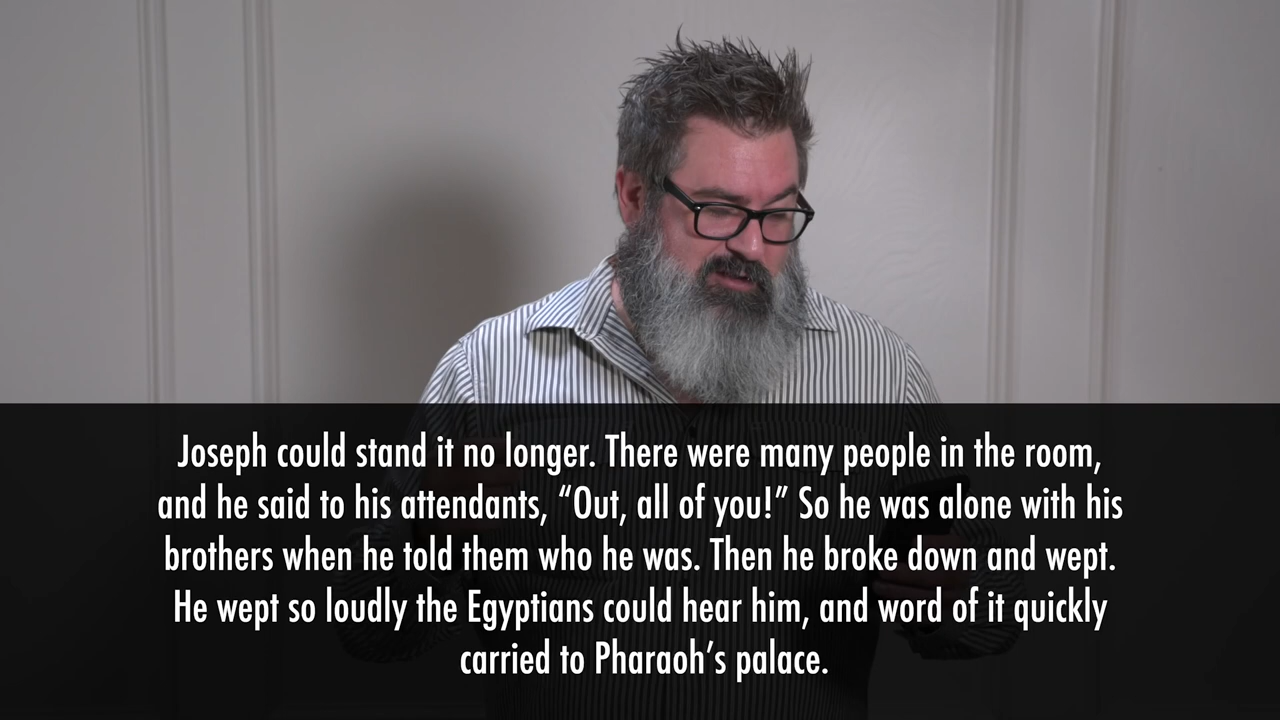 Joseph could stand it no longer. There were many people in the room,
and he said to his attendants, “Out, all of you!” So he was alone with his
brothers when he told them who he was. Then he broke down and wept.
He wept so loudly the Egyptians could hear him, and word of it quickly
carried to Pharaoh’s palace.